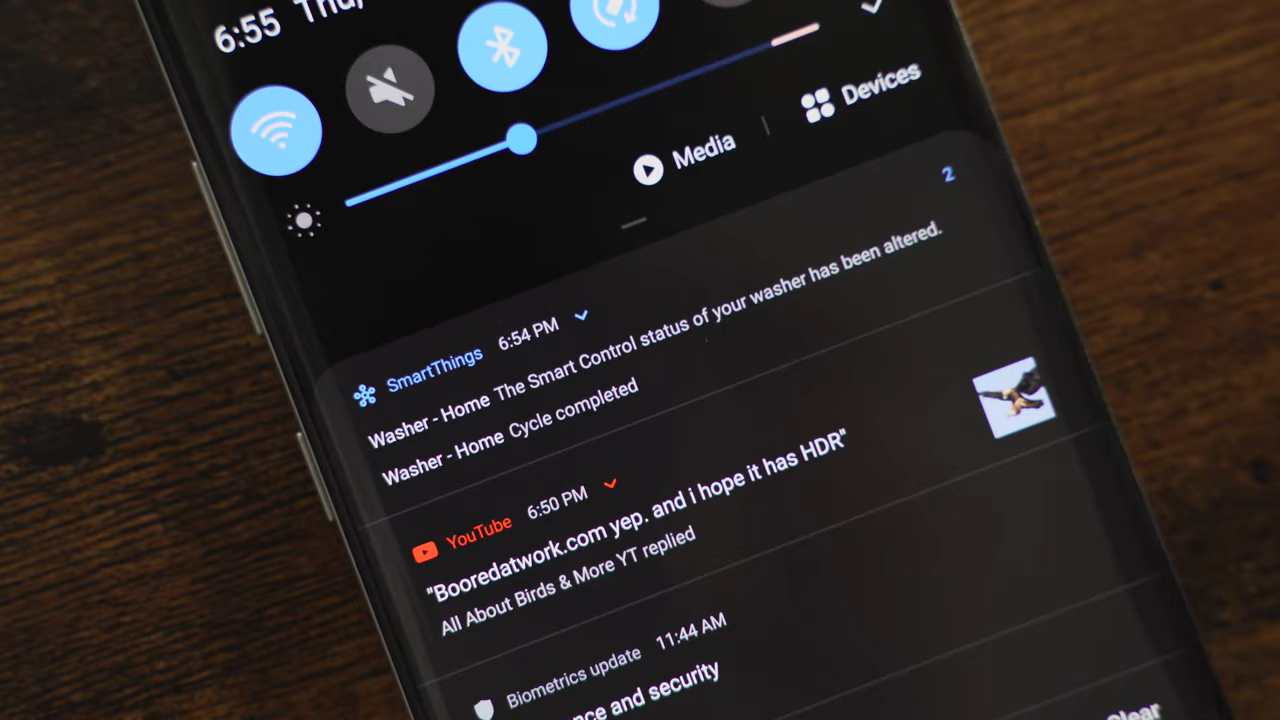 6:55 Thu,
Media | Devices
2
SmartThings 6:54 PM
Washer - Home The Smart Control status of your washer has been altered.
Washer - Home Cycle completed
YouTube 6:50 PM
"Booredatwork.com yep. and i hope it has HDR"
All About Birds & More YT replied
Biometrics update 11:44 AM
and security
Clear